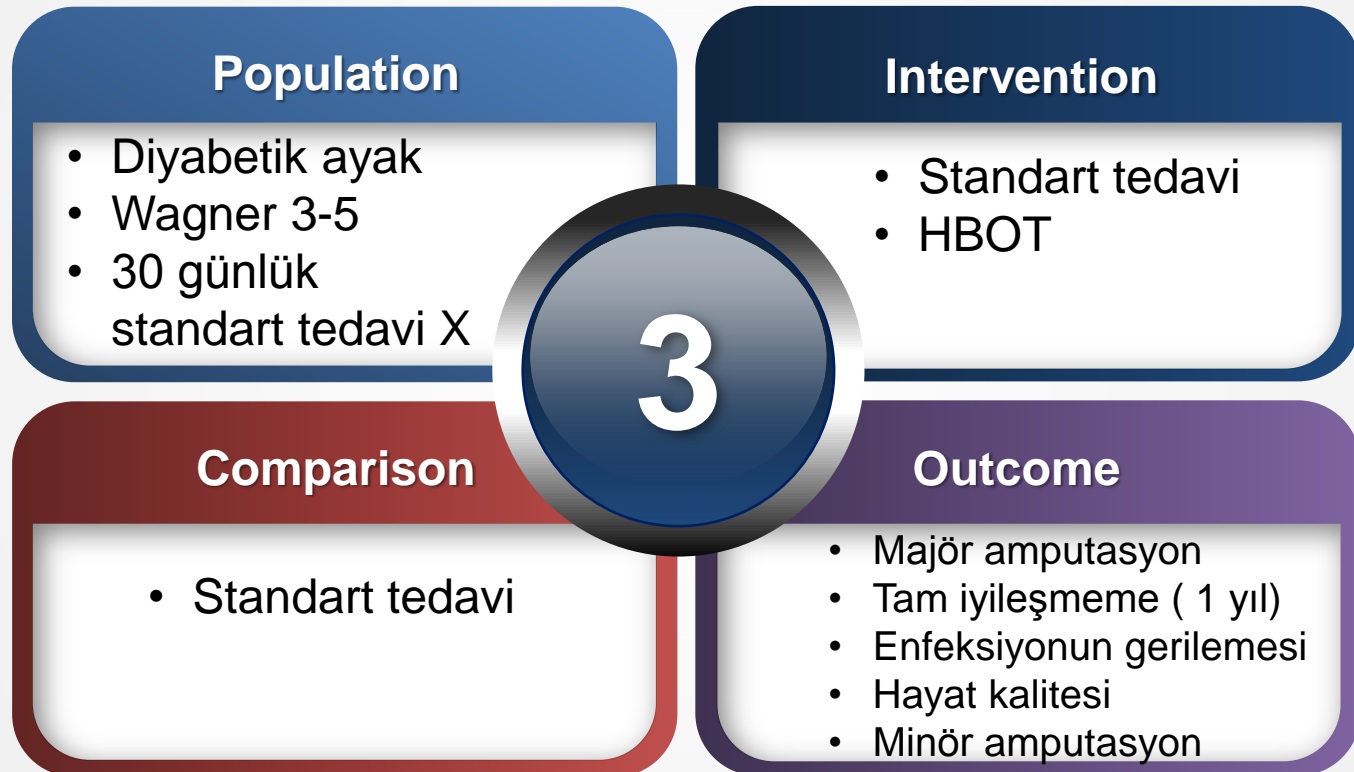 Population
• Diyabetik ayak
• Wagner 3-5
• 30 günlük
standart tedavi X
Intervention
• Standart tedavi
• HBOT
3
Comparison
• Standart tedavi
Outcome
• Majör amputasyon
• Tam iyileşmeme ( 1 yıl)
• Enfeksiyonun gerilemesi
• Hayat kalitesi
• Minör amputasyon